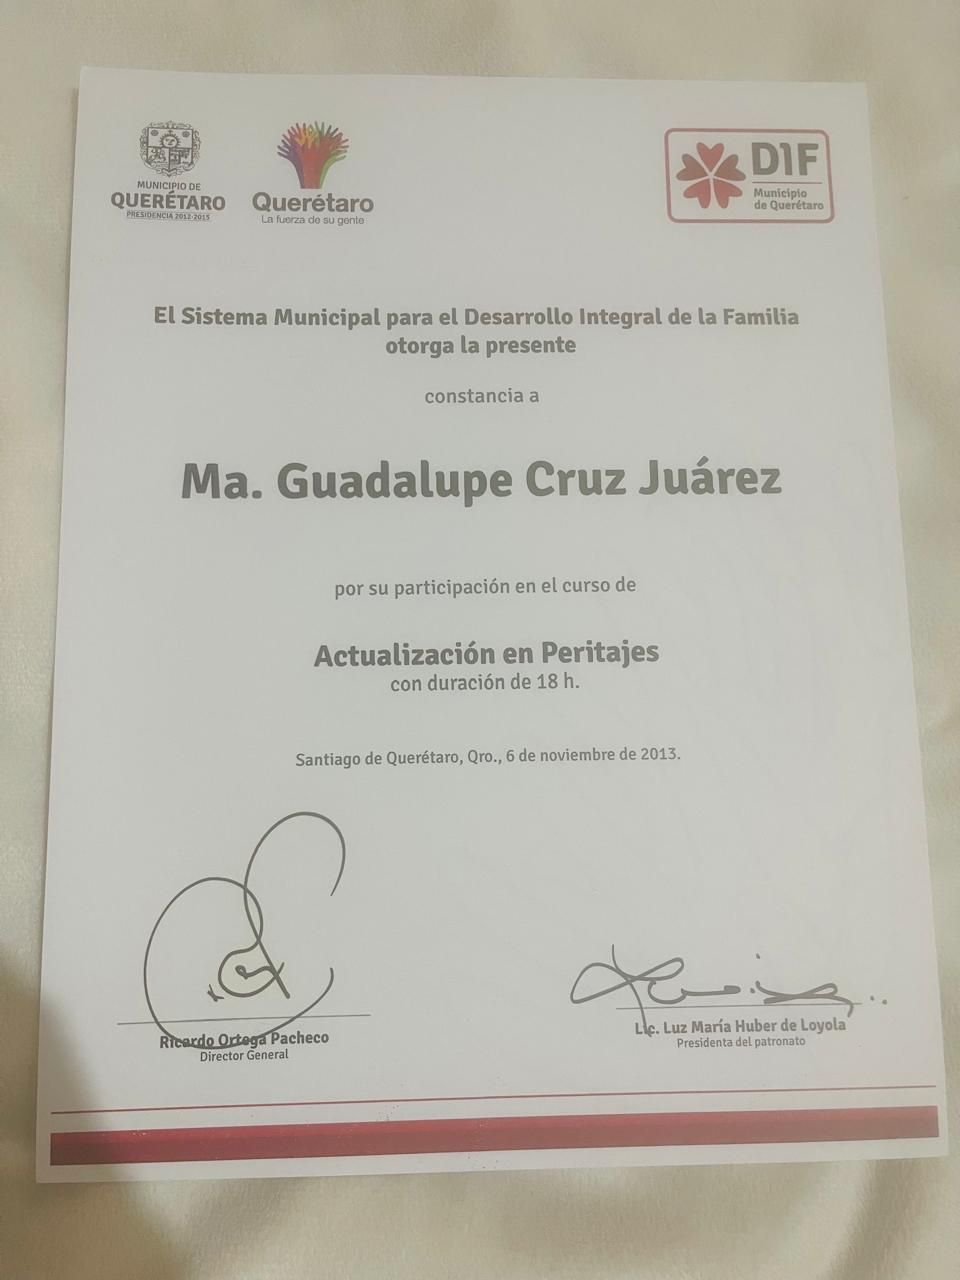 MUNICIPIO DE
QUERÉTARO
PRESIDENCIA 2012-2015
Querétaro
La fuerza de su gente
DIF
Municipio
de Querétaro
El Sistema Municipal para el Desarrollo Integral de la Familia
otorga la presente
constancia a
Ma. Guadalupe Cruz Juárez
por su participación en el curso de
Actualización en Peritajes
con duración de 18 h.
Santiago de Querétaro, Qro., 6 de noviembre de 2013.
Ricardo Ortega Pacheco
Director General
Lic. Luz María Huber de Loyola
Presidenta del patronato